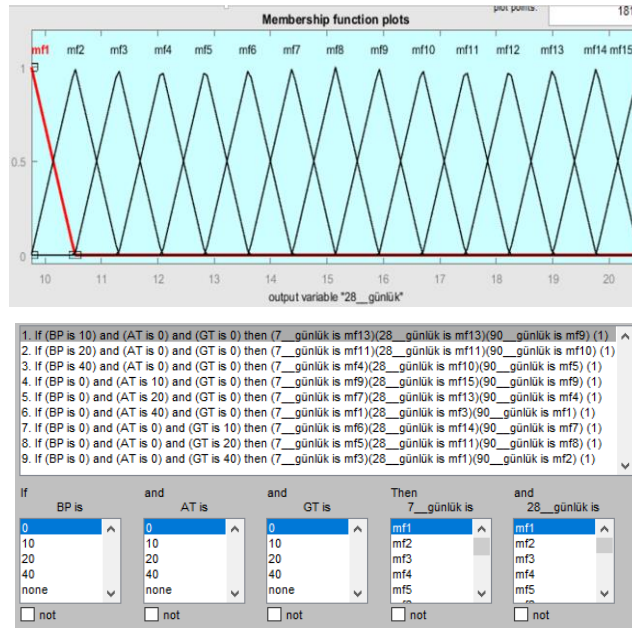 plot points:
181
Membership function plots
mf1 mf2 mf3 mf4 mf5 mf6 mf7 mf8 mf9 mf10 mf11 mf12 mf13 mf14 mf15
1
0.5
0
10 11 12 13 14 15 16 17 18 19 20
output variable "28__günlük"
1. If (BP is 10) and (AT is 0) and (GT is 0) then (7__günlük is mf13)(28__günlük is mf13)(90__günlük is mf9) (1)
2. If (BP is 20) and (AT is 0) and (GT is 0) then (7__günlük is mf11)(28__günlük is mf11)(90__günlük is mf10) (1)
3. If (BP is 40) and (AT is 0) and (GT is 0) then (7__günlük is mf4)(28__günlük is mf10)(90__günlük is mf5) (1)
4. If (BP is 0) and (AT is 10) and (GT is 0) then (7__günlük is mf9)(28__günlük is mf15)(90__günlük is mf9) (1)
5. If (BP is 0) and (AT is 20) and (GT is 0) then (7__günlük is mf7)(28__günlük is mf13)(90__günlük is mf4) (1)
6. If (BP is 0) and (AT is 40) and (GT is 0) then (7__günlük is mf1)(28__günlük is mf3)(90__günlük is mf1) (1)
7. If (BP is 0) and (AT is 0) and (GT is 10) then (7__günlük is mf6)(28__günlük is mf14)(90__günlük is mf7) (1)
8. If (BP is 0) and (AT is 0) and (GT is 20) then (7__günlük is mf5)(28__günlük is mf11)(90__günlük is mf8) (1)
9. If (BP is 0) and (AT is 0) and (GT is 40) then (7__günlük is mf3)(28__günlük is mf1)(90__günlük is mf2) (1)
If and and Then and
BP is AT is GT is 7__günlük is 28__günlük is
0 0 0 mf1 mf1
10 10 10 mf2 mf2
20 20 20 mf3 mf3
40 40 40 mf4 mf4
none none none mf5 mf5
not not not not not